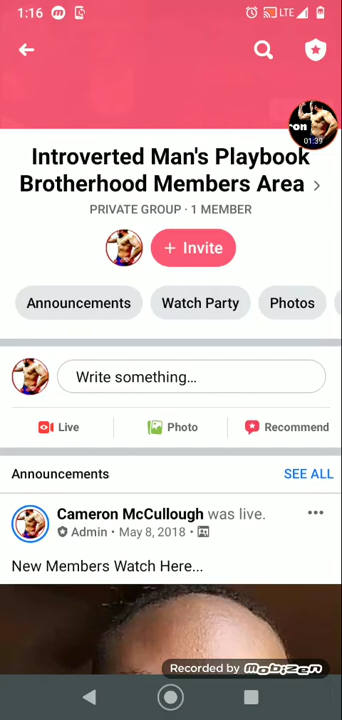 1:16
LTE
on
01:39
Introverted Man's Playbook
Brotherhood Members Area
PRIVATE GROUP · 1 MEMBER
+ Invite
Announcements
Watch Party
Photos
Write something...
Live
Photo
Recommend
Announcements
SEE ALL
Cameron McCullough was live.
Admin · May 8, 2018 ·
New Members Watch Here...
Recorded by mobizen